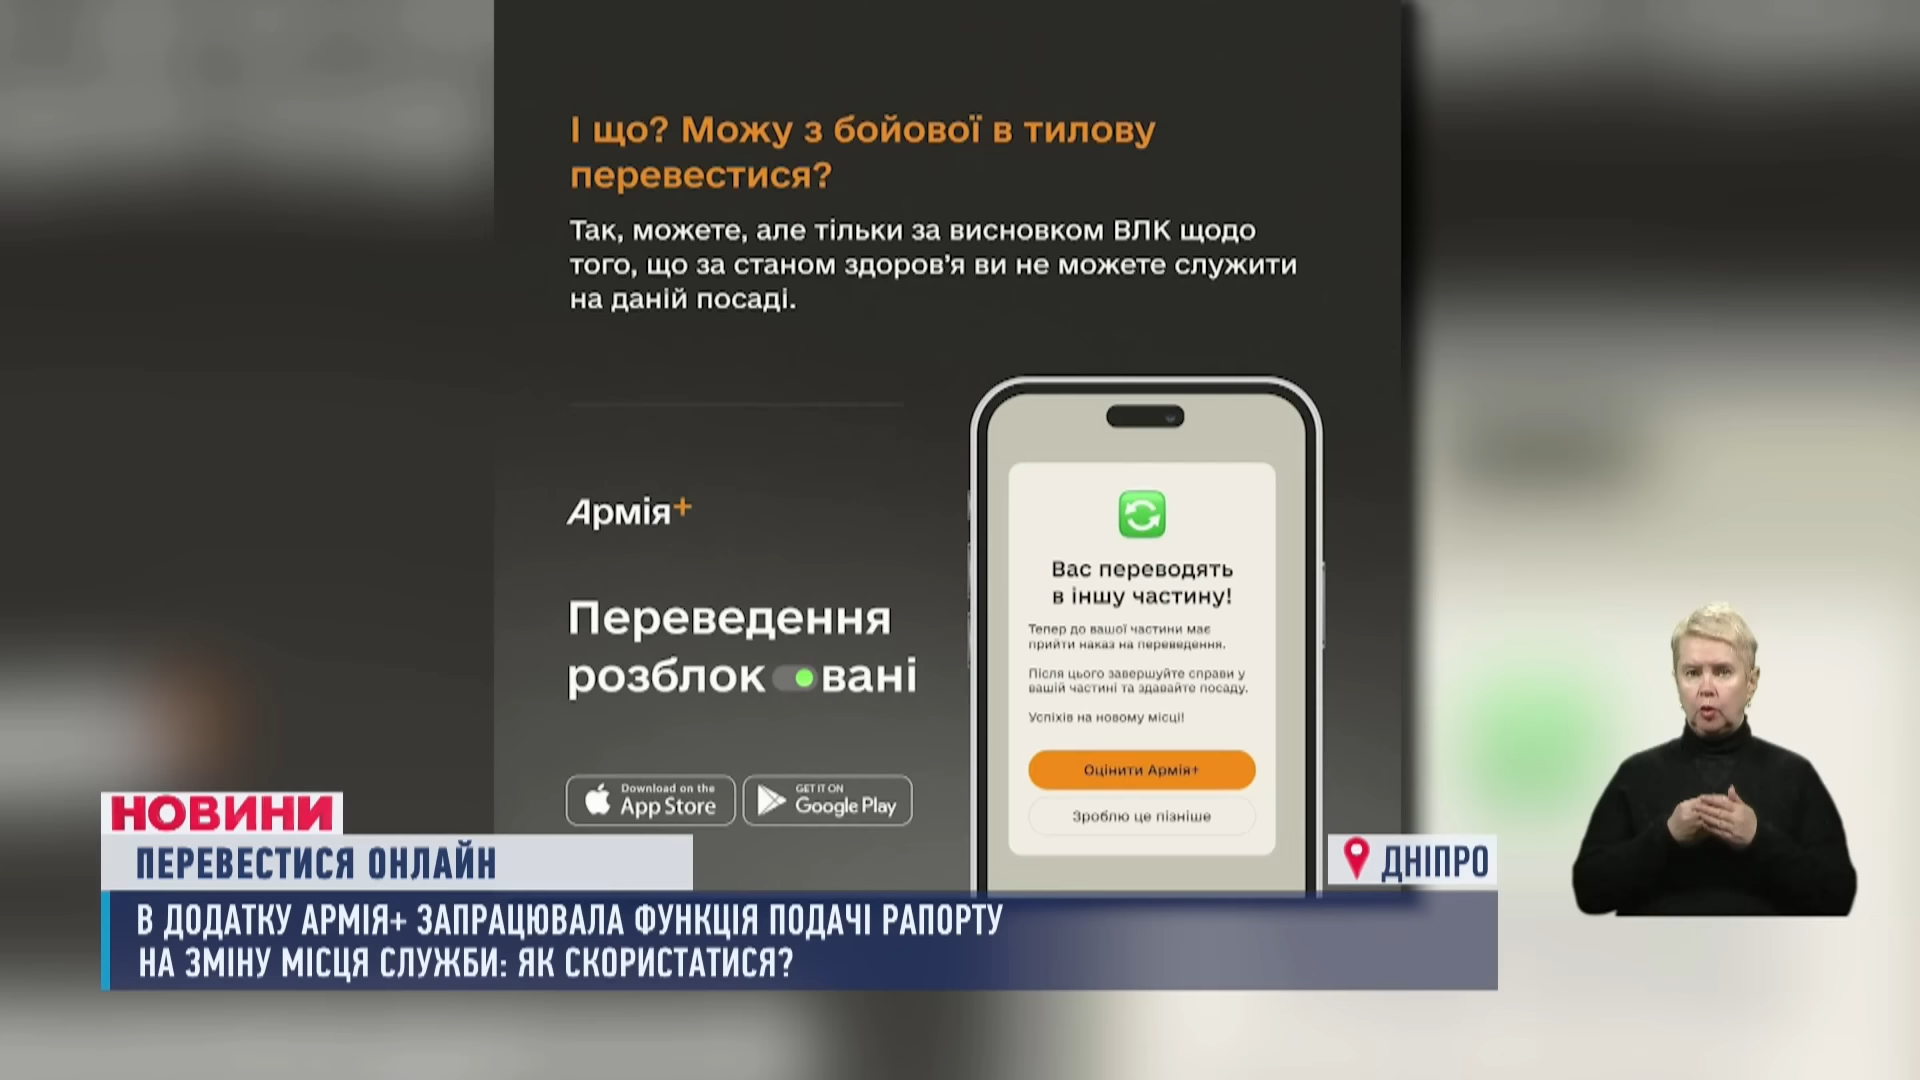 І що? Можу з бойової в тилову
перевестися?
Так, можете, але тільки за висновком ВЛК щодо
того, що за станом здоров’я ви не можете служити
на даній посаді.
Армія+
Переведення
розблок вані
Download on the
App Store
GET IT ON
Google Play
Вас переводять
в іншу частину!
Тепер до вашої частини має
прийти наказ на переведення.
Після цього завершуйте справи у
вашій частині та здавайте посаду.
Успіхів на новому місці!
Оцінити Армія+
Зроблю це пізніше
НОВИНИ
ПЕРЕВЕСТИСЯ ОНЛАЙН
ДНІПРО
В ДОДАТКУ АРМІЯ+ ЗАПРАЦЮВАЛА ФУНКЦІЯ ПОДАЧІ РАПОРТУ
НА ЗМІНУ МІСЦЯ СЛУЖБИ: ЯК СКОРИСТАТИСЯ?